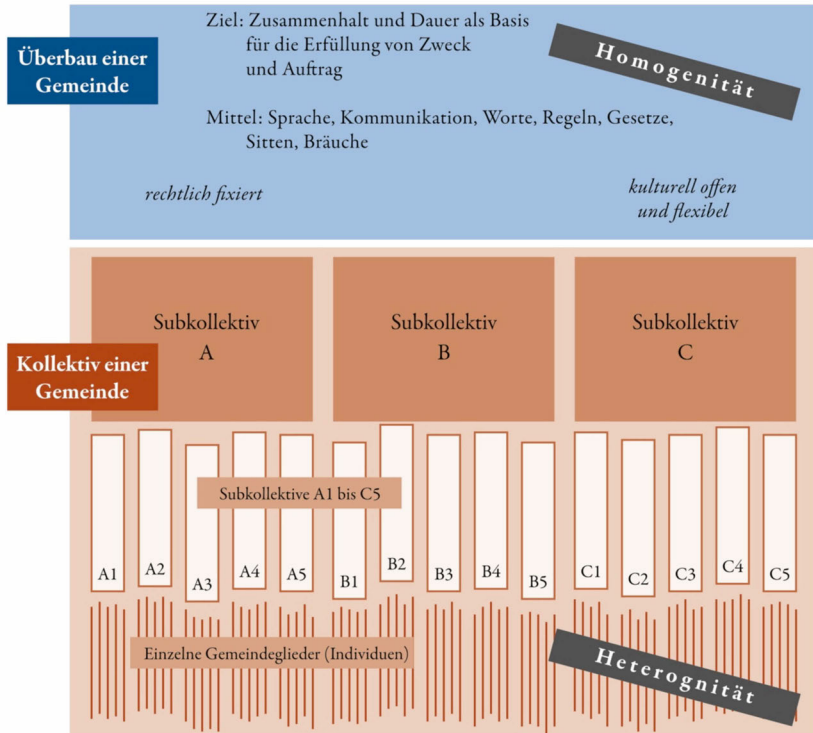 Ziel: Zusammenhalt und Dauer als Basis
für die Erfüllung von Zweck
und Auftrag
Homogenität
Überbau einer
Gemeinde
Mittel: Sprache, Kommunikation, Worte, Regeln, Gesetze,
Sitten, Bräuche
rechtlich fixiert
kulturell offen
und flexibel
Subkollektiv
A
Subkollektiv
B
Subkollektiv
C
Kollektiv einer
Gemeinde
Subkollektive A1 bis C5
A1
A2
A3
A4
A5
B1
B2
B3
B4
B5
C1
C2
C3
C4
C5
Einzelne Gemeindeglieder (Individuen)
Heterognität